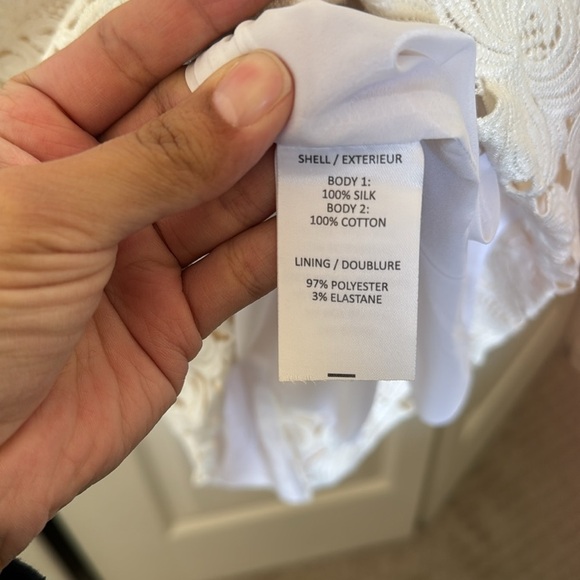 SHELL / EXTERIEUR
BODY 1:
100% SILK
BODY 2:
100% COTTON
LINING / DOUBLURE
97% POLYESTER
3% ELASTANE